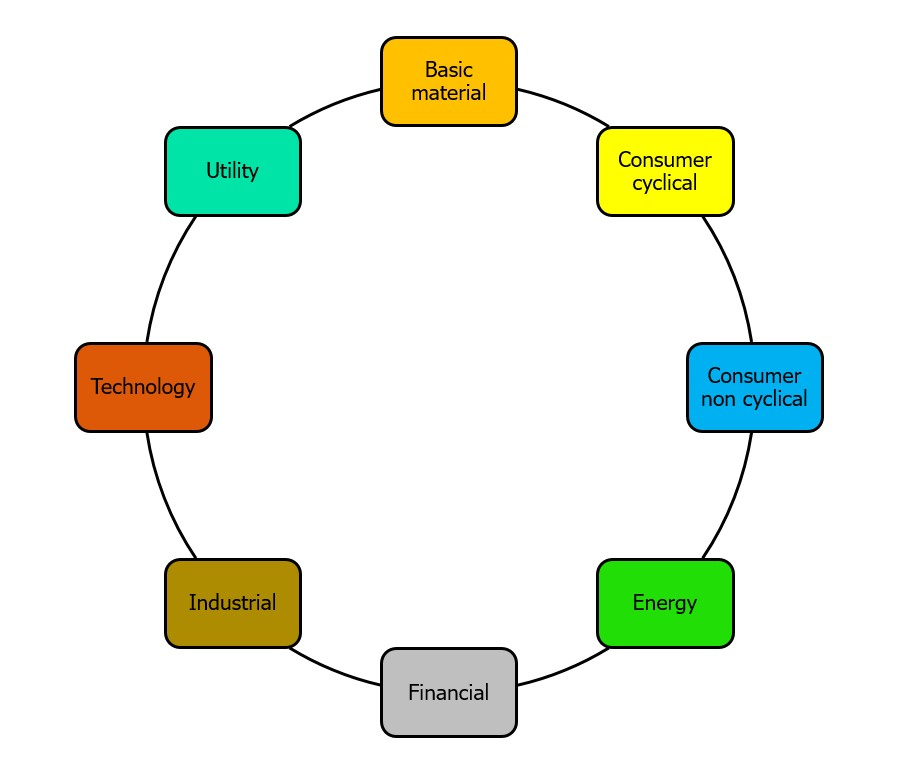 Basic
material
Consumer
cyclical
Consumer
non cyclical
Energy
Financial
Industrial
Technology
Utility